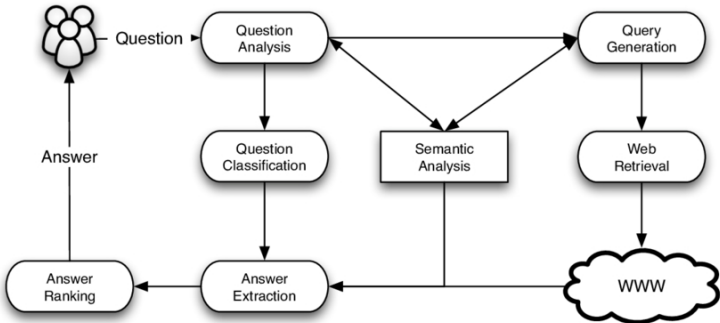 Question
Question
Analysis
Query
Generation
Answer
Question
Classification
Semantic
Analysis
Web
Retrieval
Answer
Ranking
Answer
Extraction
WWW